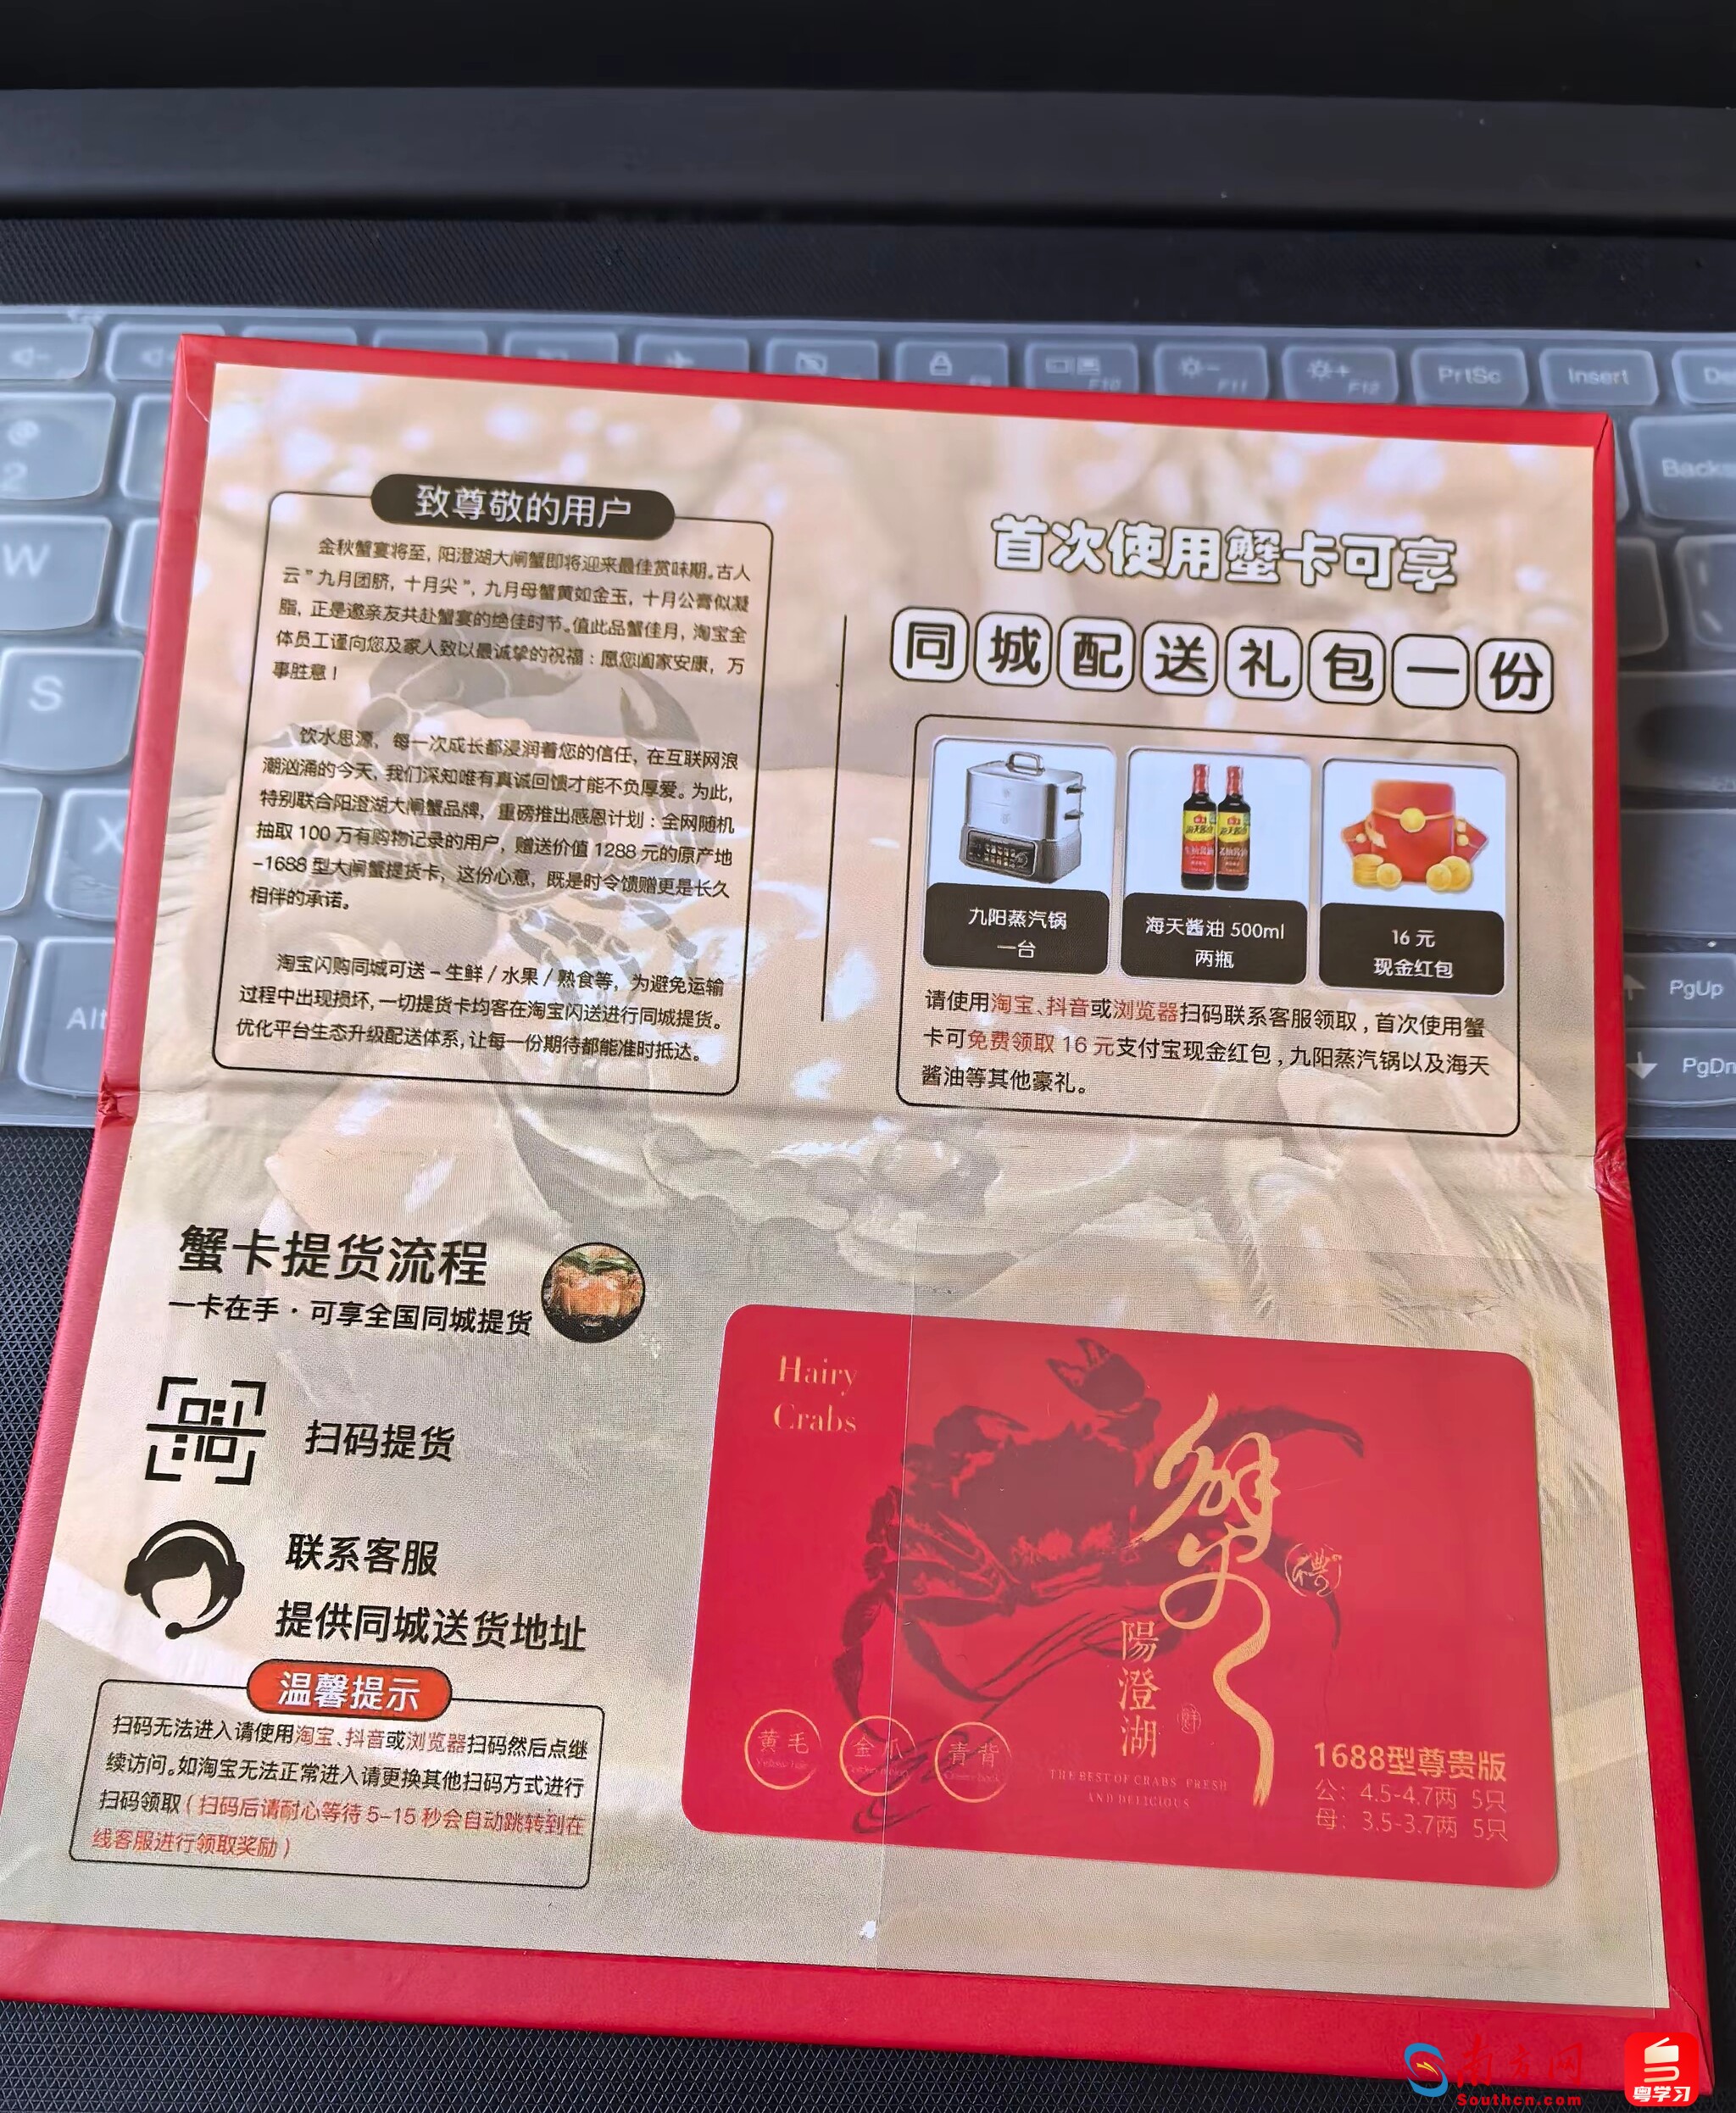 PrtSc
Insert
F10
F11
F12
@
2
W
S
X
Alt
PgUp
致尊敬的用户
金秋蟹宴将至，阳澄湖大闸蟹即将迎来最佳赏味期。古人
云"九月团脐，十月尖"，九月母蟹黄如金玉，十月公膏似凝
脂，正是邀亲友共赴蟹宴的绝佳时节。值此品蟹佳月，淘宝全
体员工谨向您及家人致以最诚挚的祝福：愿您阖家安康，万
事胜意！
饮水思源，每一次成长都浸润着您的信任，在互联网浪
潮汹涌的今天，我们深知唯有真诚回馈才能不负厚爱。为此，
特别联合阳澄湖大闸蟹品牌，重磅推出感恩计划：全网随机
抽取100万有购物记录的用户，赠送价值1288元的原产地
-1688型大闸蟹提货卡，这份心意，既是时令馈赠更是长久
相伴的承诺。
淘宝闪购同城可送-生鲜/水果/熟食等，为避免运输
过程中出现损坏，一切提货卡均客在淘宝闪送进行同城提货。
优化平台生态升级配送体系，让每一份期待都能准时抵达。
首次使用蟹卡可享
同城配送礼包一份
九阳蒸汽锅
一台
海天酱油 500ml
两瓶
16 元
现金红包
请使用淘宝、抖音或浏览器扫码联系客服领取，首次使用蟹
卡可免费领取 16 元支付宝现金红包，九阳蒸汽锅以及海天
酱油等其他豪礼。
蟹卡提货流程
一卡在手·可享全国同城提货
扫码提货
联系客服
提供同城送货地址
温馨提示
扫码无法进入请使用淘宝、抖音或浏览器扫码然后点继
续访问。如淘宝无法正常进入请更换其他扫码方式进行
扫码领取（扫码后请耐心等待 5-15 秒会自动跳转到在
线客服进行领取奖励）
Hairy
Crabs
蟹
禮
陽澄湖
黄毛
金爪
青背
THE BEST OF CRABS FRESH
AND DELICIOUS
1688型尊贵版
公：4.5-4.7两 5只
母：3.5-3.7两 5只
南方网
Southcn.com
粤学习